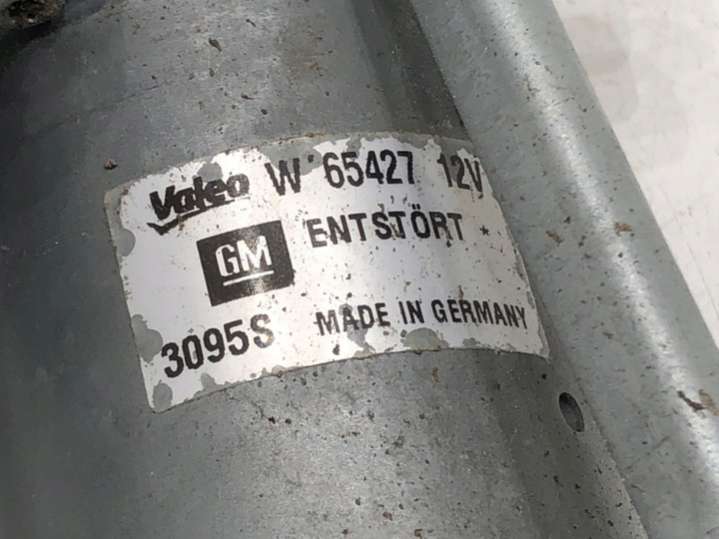 Valeo W 65427 12V
GM ENTSTÖRT
3095S MADE IN GERMANY